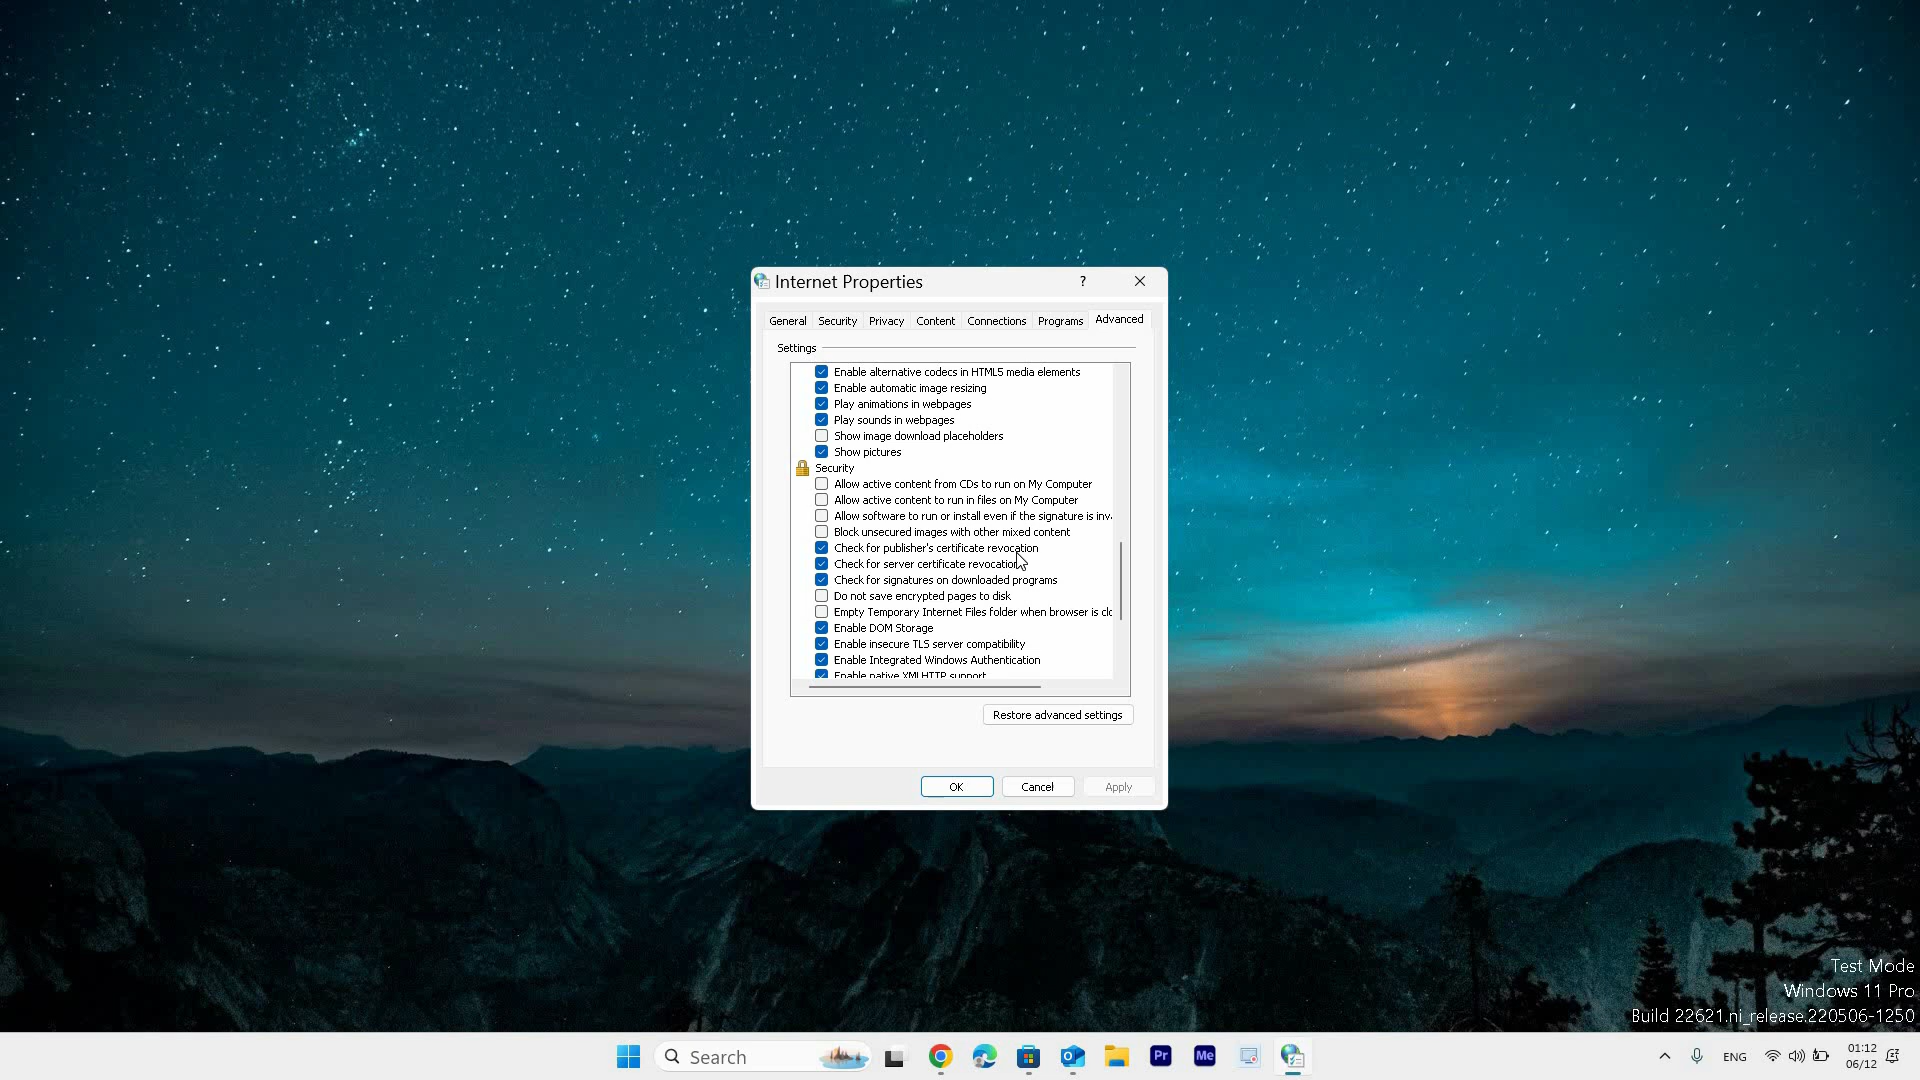 Internet Properties
?
General Security Privacy Content Connections Programs Advanced
Settings
Enable alternative codecs in HTML5 media elements
Enable automatic image resizing
Play animations in webpages
Play sounds in webpages
Show image download placeholders
Show pictures
Security
Allow active content from CDs to run on My Computer
Allow active content to run in files on My Computer
Allow software to run or install even if the signature is
Block unsecured images with other mixed content
Check for publisher's certificate revocation
Check for server certificate revocation
Check for signatures on downloaded programs
Do not save encrypted pages to disk
Empty Temporary Internet Files folder when browser is
Enable DOM Storage
Enable insecure TLS server compatibility
Enable Integrated Windows Authentication
Enable native XMLHTTP support
Restore advanced settings
OK Cancel Apply
Test Mode
Windows 11 Pro
Build 22621.ni_release.220506-1250
Search
Pr
Me
ENG
01:12
06/12